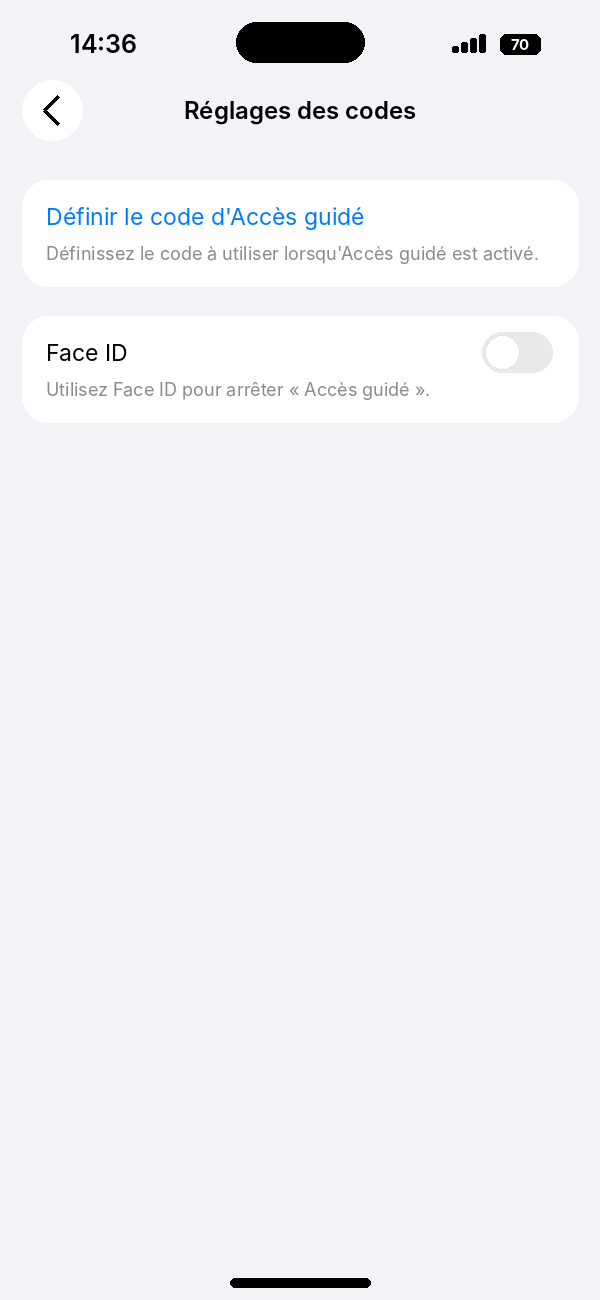 14:36
70
Réglages des codes
Définir le code d'Accès guidé
Définissez le code à utiliser lorsqu'Accès guidé est activé.
Face ID
Utilisez Face ID pour arrêter « Accès guidé ».